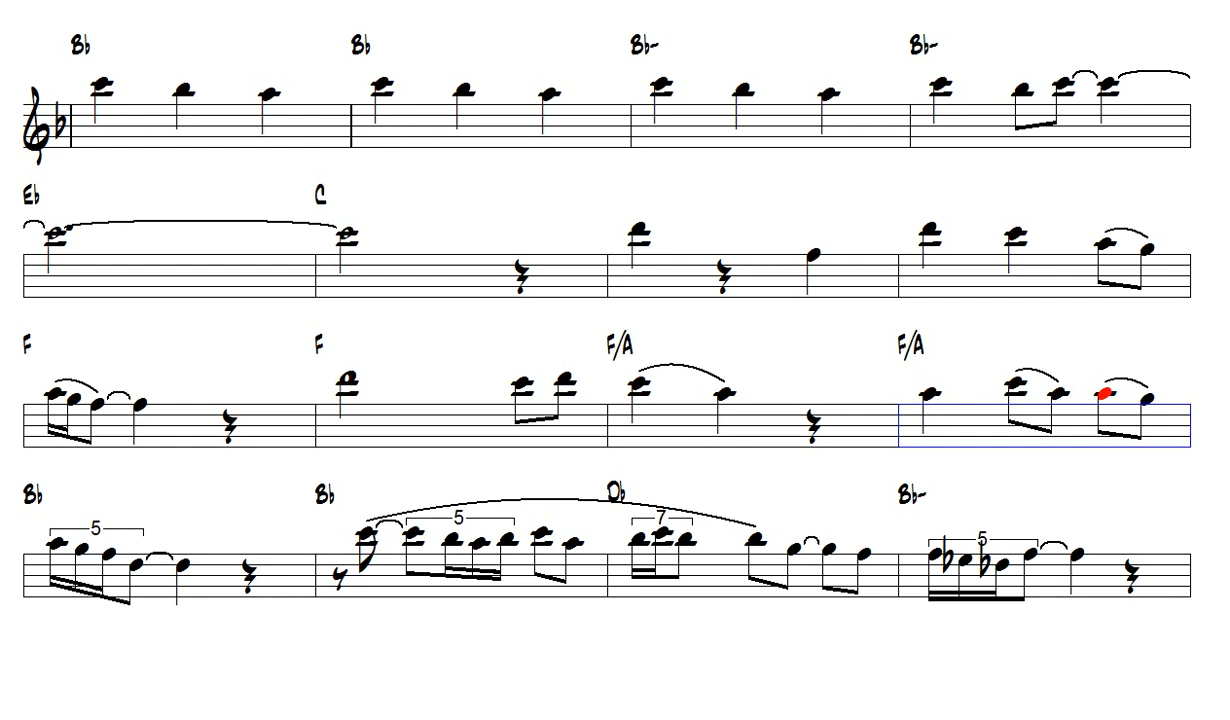 Bb Bb Bb- Bb-
Eb C
F F F/A F/A
Bb Bb Db Bb-
5 5 7 5